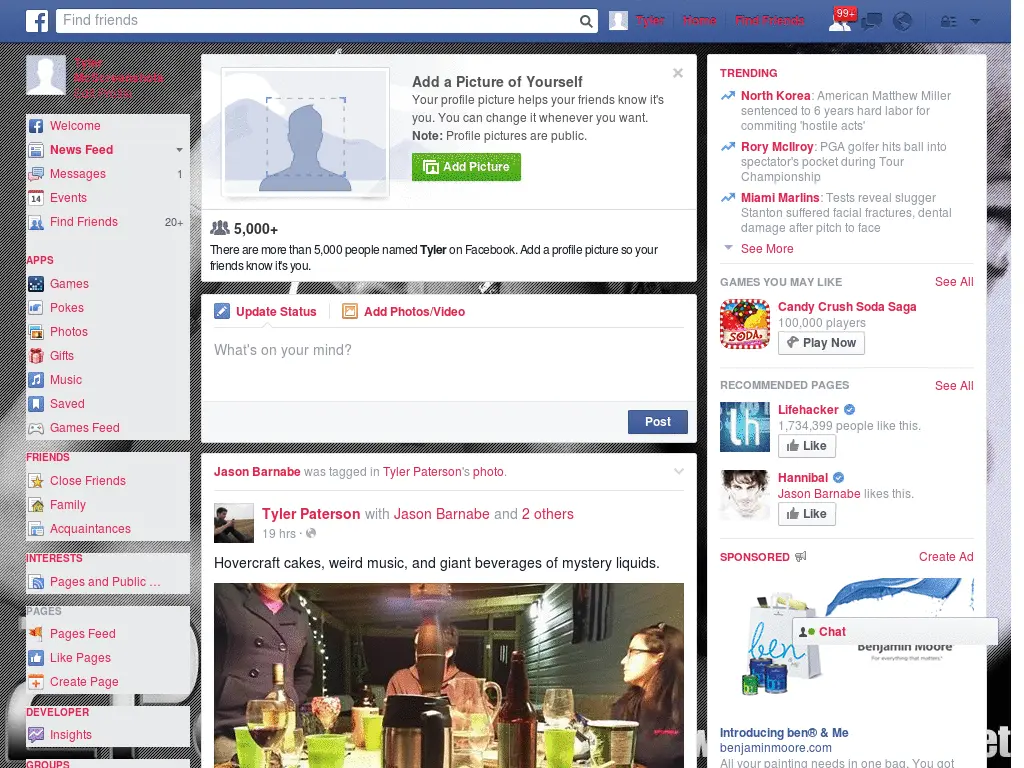 Find friends
Tyler
Home
Find Friends
99+
Tyler
Welcome
News Feed
Messages 1
14 Events
Find Friends 20+
APPS
Games
Pokes
Photos
Gifts
Music
Saved
Games Feed
FRIENDS
Close Friends
Family
Acquaintances
INTERESTS
Pages and Public ...
PAGES
Pages Feed
Like Pages
Create Page
DEVELOPER
Insights
GROUPS
Add a Picture of Yourself
Your profile picture helps your friends know it's
you. You can change it whenever you want.
Note: Profile pictures are public.
Add Picture
5,000+
There are more than 5,000 people named Tyler on Facebook. Add a profile picture so your
friends know it's you.
Update Status
Add Photos/Video
What's on your mind?
Post
Jason Barnabe was tagged in Tyler Paterson's photo.
Tyler Paterson with Jason Barnabe and 2 others
19 hrs ·
Hovercraft cakes, weird music, and giant beverages of mystery liquids.
TRENDING
North Korea: American Matthew Miller
sentenced to 6 years hard labor for
commiting 'hostile acts'
Rory McIlroy: PGA golfer hits ball into
spectator's pocket during Tour
Championship
Miami Marlins: Tests reveal slugger
Stanton suffered facial fractures, dental
damage after pitch to face
See More
GAMES YOU MAY LIKE See All
SODA
Candy Crush Soda Saga
100,000 players
Play Now
RECOMMENDED PAGES See All
Lifehacker
1,734,399 people like this.
Like
Hannibal
Jason Barnabe likes this.
Like
SPONSORED Create Ad
ben
Chat
Benjamin Moore
For everything that matters.
Introducing ben® & Me
benjaminmoore.com
All your painting needs in one bag. You got